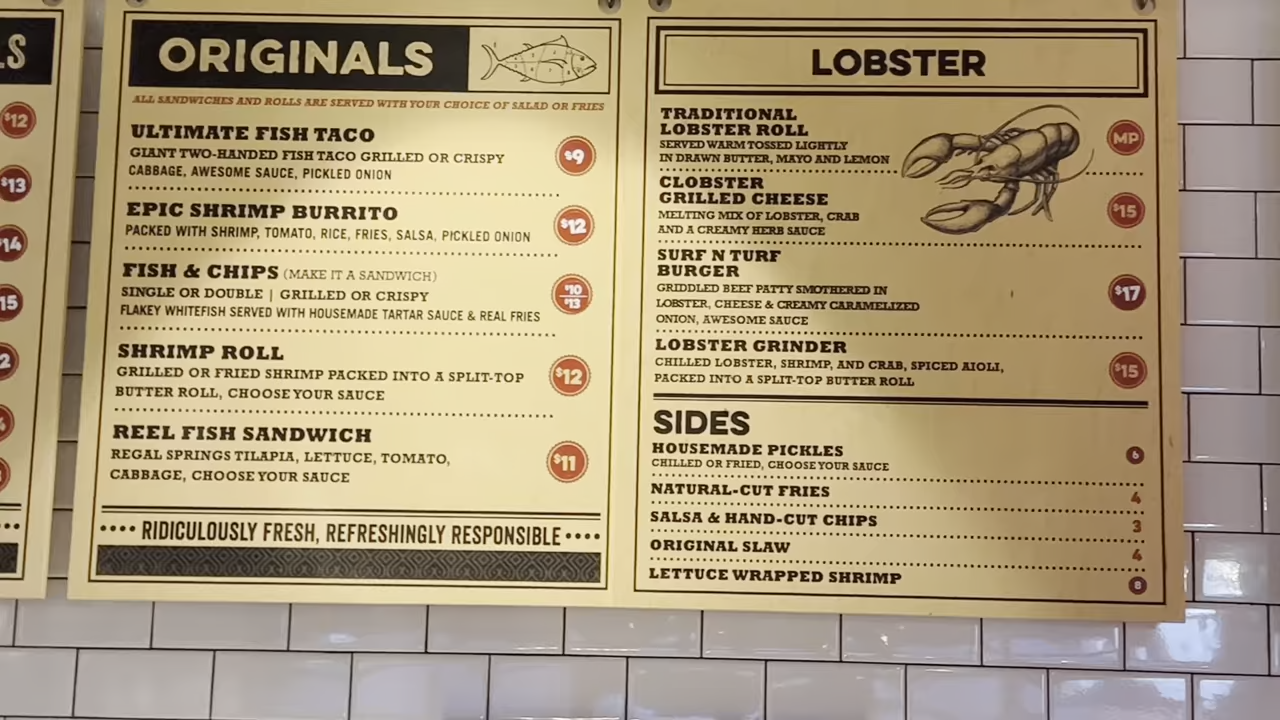 LS
$12
$13
14
15
2
ORIGINALS
ALL SANDWICHES AND ROLLS ARE SERVED WITH YOUR CHOICE OF SALAD OR FRIES
ULTIMATE FISH TACO
GIANT TWO-HANDED FISH TACO GRILLED OR CRISPY
CABBAGE, AWESOME SAUCE, PICKLED ONION
$9
EPIC SHRIMP BURRITO
PACKED WITH SHRIMP, TOMATO, RICE, FRIES, SALSA, PICKLED ONION
$12
FISH & CHIPS (MAKE IT A SANDWICH)
SINGLE OR DOUBLE | GRILLED OR CRISPY
FLAKEY WHITEFISH SERVED WITH HOUSEMADE TARTAR SAUCE & REAL FRIES
$10
$13
SHRIMP ROLL
GRILLED OR FRIED SHRIMP PACKED INTO A SPLIT-TOP
BUTTER ROLL, CHOOSE YOUR SAUCE
$12
REEL FISH SANDWICH
REGAL SPRINGS TILAPIA, LETTUCE, TOMATO,
CABBAGE, CHOOSE YOUR SAUCE
$11
RIDICULOUSLY FRESH, REFRESHINGLY RESPONSIBLE
LOBSTER
TRADITIONAL
LOBSTER ROLL
SERVED WARM TOSSED LIGHTLY
IN DRAWN BUTTER, MAYO AND LEMON
MP
CLOBSTER
GRILLED CHEESE
MELTING MIX OF LOBSTER, CRAB
AND A CREAMY HERB SAUCE
$15
SURF N TURF
BURGER
GRIDDLED BEEF PATTY SMOTHERED IN
LOBSTER, CHEESE & CREAMY CARAMELIZED
ONION, AWESOME SAUCE
$17
LOBSTER GRINDER
CHILLED LOBSTER, SHRIMP, AND CRAB, SPICED AIOLI,
PACKED INTO A SPLIT-TOP BUTTER ROLL
$15
SIDES
HOUSEMADE PICKLES
CHILLED OR FRIED, CHOOSE YOUR SAUCE
6
NATURAL-CUT FRIES
4
SALSA & HAND-CUT CHIPS
3
ORIGINAL SLAW
4
LETTUCE WRAPPED SHRIMP
8